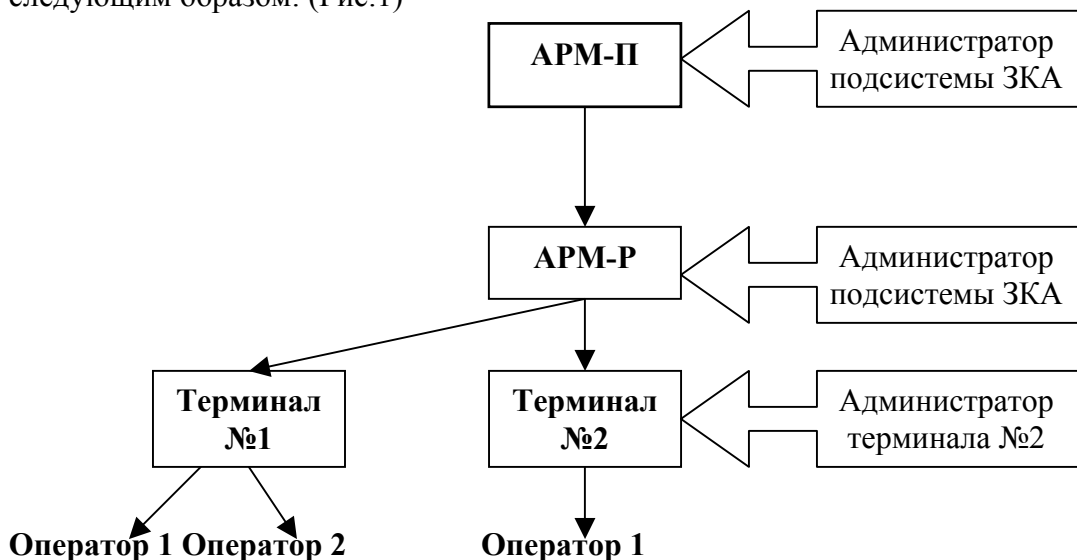 следующим образом: (Рис.1)
АРМ-П
Администратор
подсистемы ЗКА
АРМ-Р
Администратор
подсистемы ЗКА
Терминал
№1
Терминал
№2
Администратор
терминала №2
Оператор 1 Оператор 2 Оператор 1